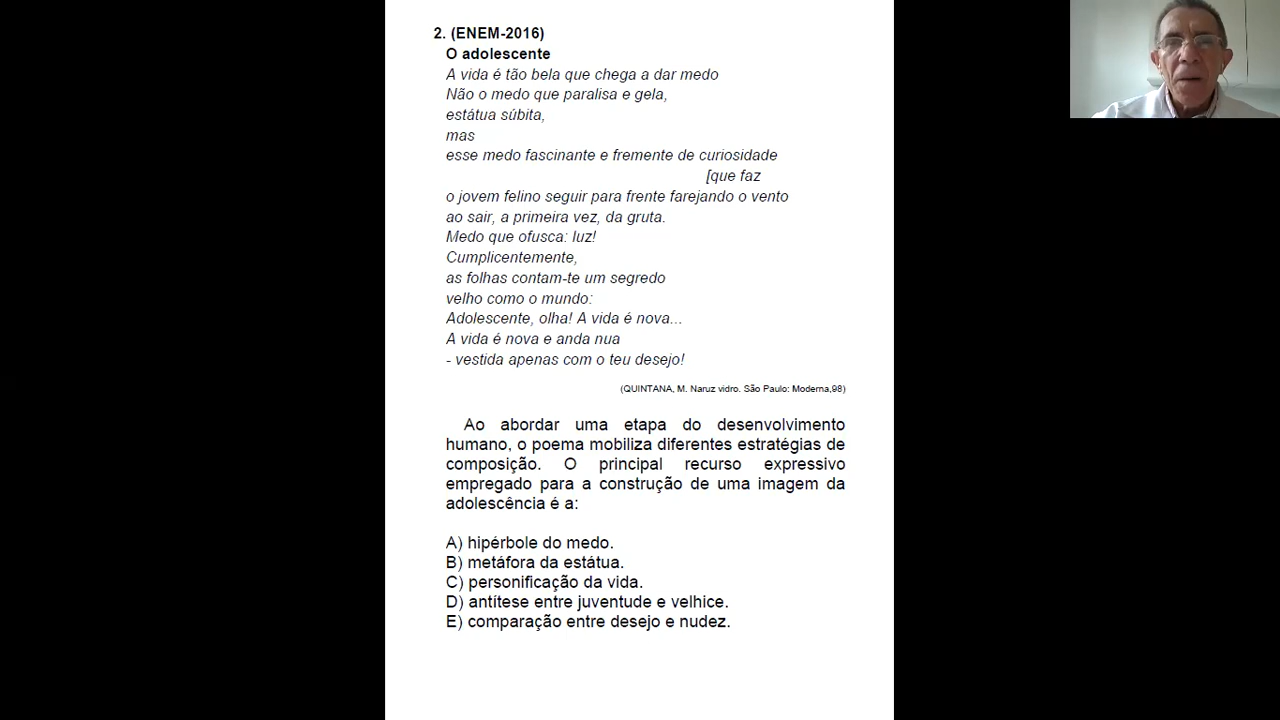 2. (ENEM-2016)
O adolescente
A vida é tão bela que chega a dar medo
Não o medo que paralisa e gela,
estátua súbita,
mas
esse medo fascinante e fremente de curiosidade
[que faz
o jovem felino seguir para frente farejando o vento
ao sair, a primeira vez, da gruta.
Medo que ofusca: luz!
Cumplicentemente,
as folhas contam-te um segredo
velho como o mundo:
Adolescente, olha! A vida é nova...
A vida é nova e anda nua
- vestida apenas com o teu desejo!
(QUINTANA, M. Naruz vidro. São Paulo: Moderna,98)
Ao abordar uma etapa do desenvolvimento
humano, o poema mobiliza diferentes estratégias de
composição. O principal recurso expressivo
empregado para a construção de uma imagem da
adolescência é a:
A) hipérbole do medo.
B) metáfora da estátua.
C) personificação da vida.
D) antítese entre juventude e velhice.
E) comparação entre desejo e nudez.